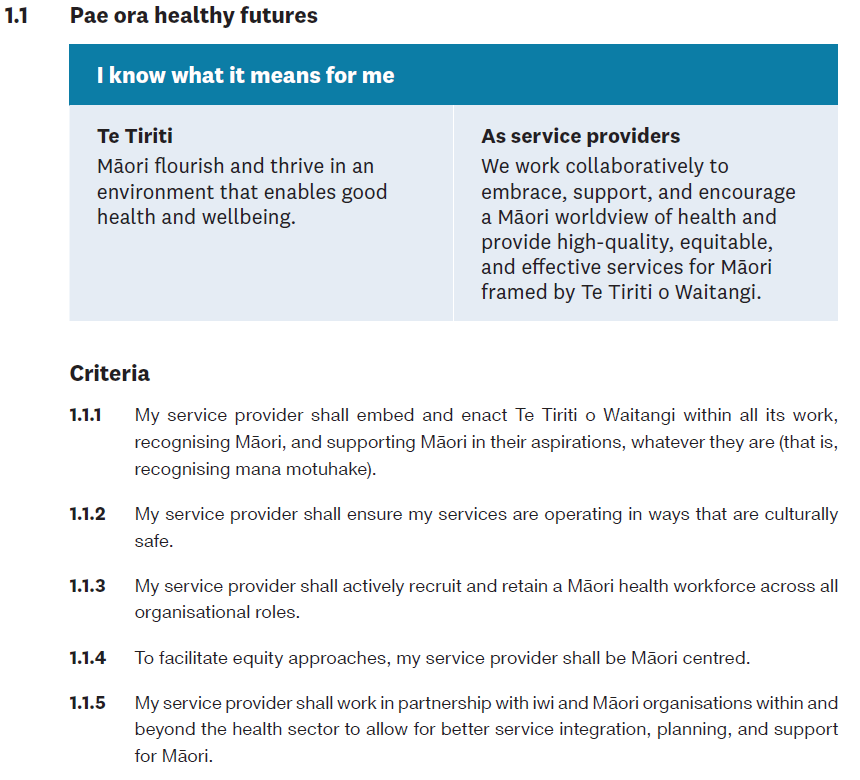 1.1 Pae ora healthy futures
I know what it means for me
Te Tiriti
Māori flourish and thrive in an
environment that enables good
health and wellbeing.
As service providers
We work collaboratively to
embrace, support, and encourage
a Māori worldview of health and
provide high-quality, equitable,
and effective services for Māori
framed by Te Tiriti o Waitangi.
Criteria
1.1.1 My service provider shall embed and enact Te Tiriti o Waitangi within all its work,
recognising Māori, and supporting Māori in their aspirations, whatever they are (that is,
recognising mana motuhake).
1.1.2 My service provider shall ensure my services are operating in ways that are culturally
safe.
1.1.3 My service provider shall actively recruit and retain a Māori health workforce across all
organisational roles.
1.1.4 To facilitate equity approaches, my service provider shall be Māori centred.
1.1.5 My service provider shall work in partnership with iwi and Māori organisations within and
beyond the health sector to allow for better service integration, planning, and support
for Māori.